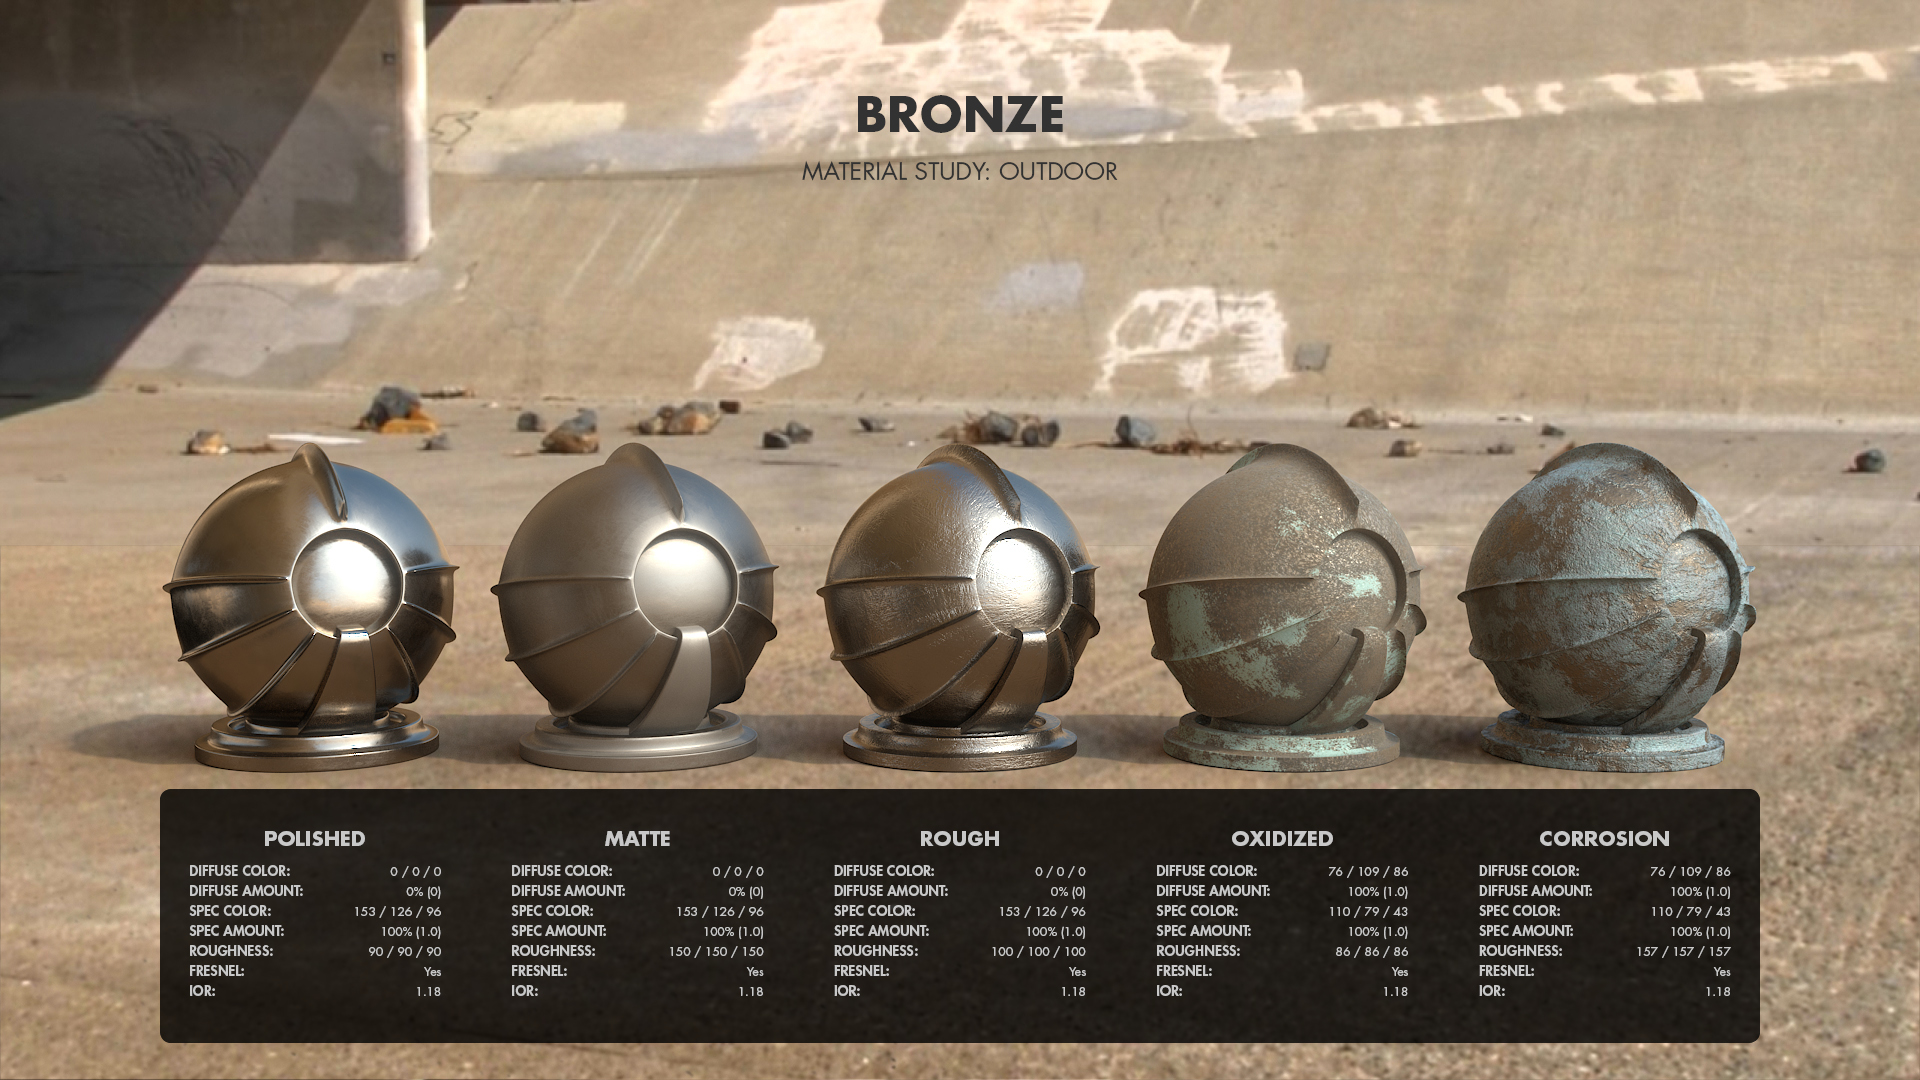 BRONZE
MATERIAL STUDY: OUTDOOR
POLISHED
DIFFUSE COLOR: 0 / 0 / 0
DIFFUSE AMOUNT: 0% (0)
SPEC COLOR: 153 / 126 / 96
SPEC AMOUNT: 100% (1.0)
ROUGHNESS: 90 / 90 / 90
FRESNEL: Yes
IOR: 1.18
MATTE
DIFFUSE COLOR: 0 / 0 / 0
DIFFUSE AMOUNT: 0% (0)
SPEC COLOR: 153 / 126 / 96
SPEC AMOUNT: 100% (1.0)
ROUGHNESS: 150 / 150 / 150
FRESNEL: Yes
IOR: 1.18
ROUGH
DIFFUSE COLOR: 0 / 0 / 0
DIFFUSE AMOUNT: 0% (0)
SPEC COLOR: 153 / 126 / 96
SPEC AMOUNT: 100% (1.0)
ROUGHNESS: 100 / 100 / 100
FRESNEL: Yes
IOR: 1.18
OXIDIZED
DIFFUSE COLOR: 76 / 109 / 86
DIFFUSE AMOUNT: 100% (1.0)
SPEC COLOR: 110 / 79 / 43
SPEC AMOUNT: 100% (1.0)
ROUGHNESS: 86 / 86 / 86
FRESNEL: Yes
IOR: 1.18
CORROSION
DIFFUSE COLOR: 76 / 109 / 86
DIFFUSE AMOUNT: 100% (1.0)
SPEC COLOR: 110 / 79 / 43
SPEC AMOUNT: 100% (1.0)
ROUGHNESS: 157 / 157 / 157
FRESNEL: Yes
IOR: 1.18